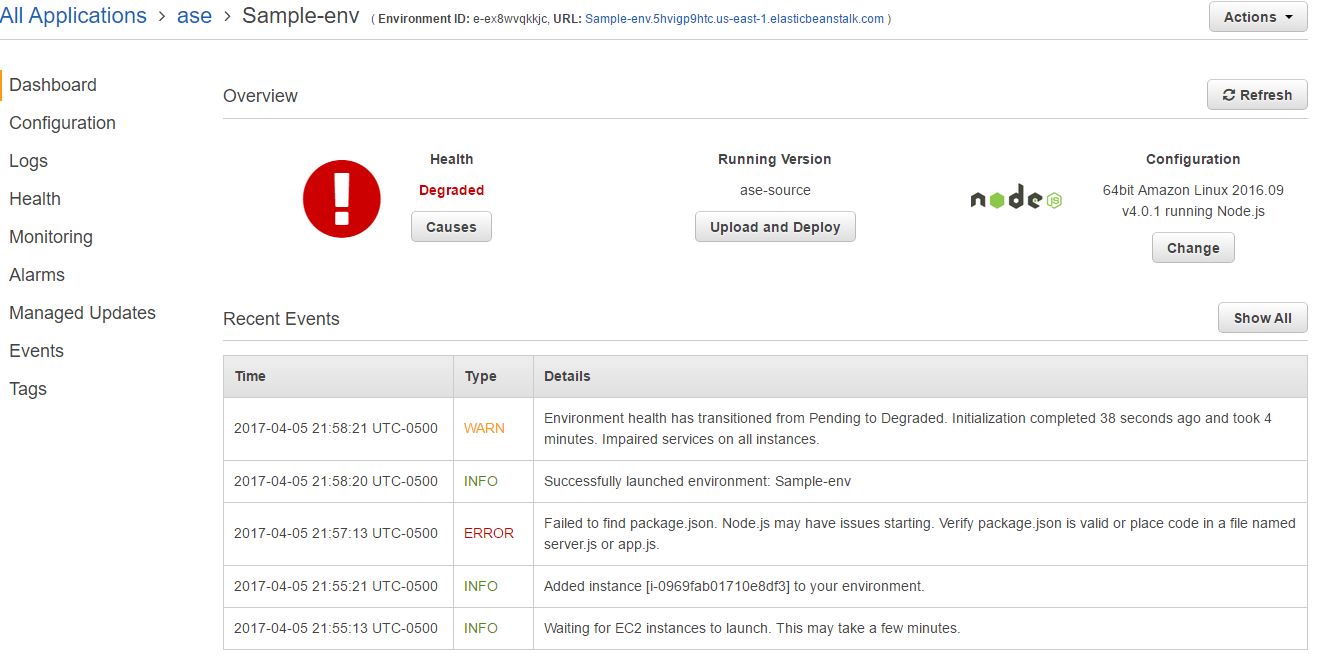 All Applications > ase > Sample-env ( Environment ID: e-ex8wvqkkjc, URL: Sample-env.5hvigp9htc.us-east-1.elasticbeanstalk.com )
Actions
Dashboard
Configuration
Logs
Health
Monitoring
Alarms
Managed Updates
Events
Tags
Overview
Refresh
Health
Degraded
Causes
Running Version
ase-source
Upload and Deploy
node JS
Configuration
64bit Amazon Linux 2016.09
v4.0.1 running Node.js
Change
Recent Events
Show All
Time Type Details
2017-04-05 21:58:21 UTC-0500 WARN Environment health has transitioned from Pending to Degraded. Initialization completed 38 seconds ago and took 4
minutes. Impaired services on all instances.
2017-04-05 21:58:20 UTC-0500 INFO Successfully launched environment: Sample-env
2017-04-05 21:57:13 UTC-0500 ERROR Failed to find package.json. Node.js may have issues starting. Verify package.json is valid or place code in a file named
server.js or app.js.
2017-04-05 21:55:21 UTC-0500 INFO Added instance [i-0969fab01710e8df3] to your environment.
2017-04-05 21:55:13 UTC-0500 INFO Waiting for EC2 instances to launch. This may take a few minutes.